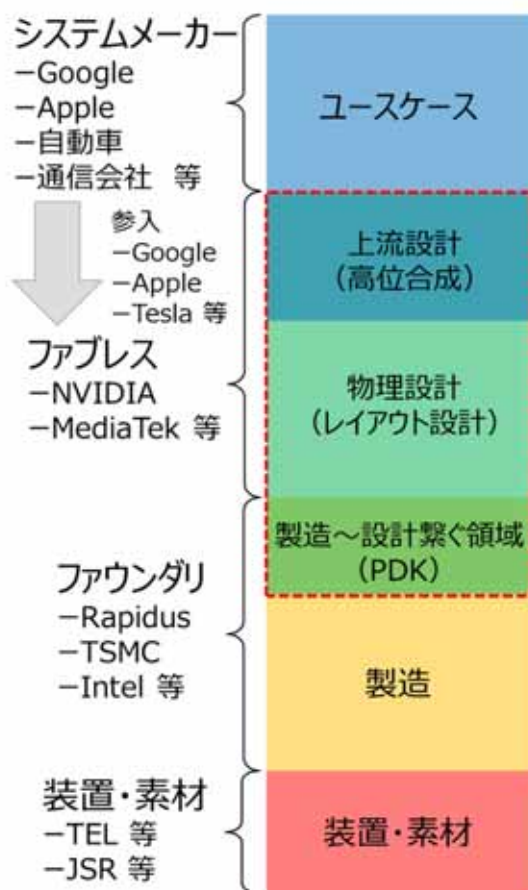 システムメーカー
－Google
－Apple
－自動車
－通信会社 等
ユースケース
参入
－Google
－Apple
－Tesla 等
上流設計
（高位合成）
ファブレス
－NVIDIA
－MediaTek 等
物理設計
（レイアウト設計）
製造～設計繋ぐ領域
（PDK）
ファウンダリ
－Rapidus
－TSMC
－Intel 等
製造
装置・素材
－TEL 等
－JSR 等
装置・素材